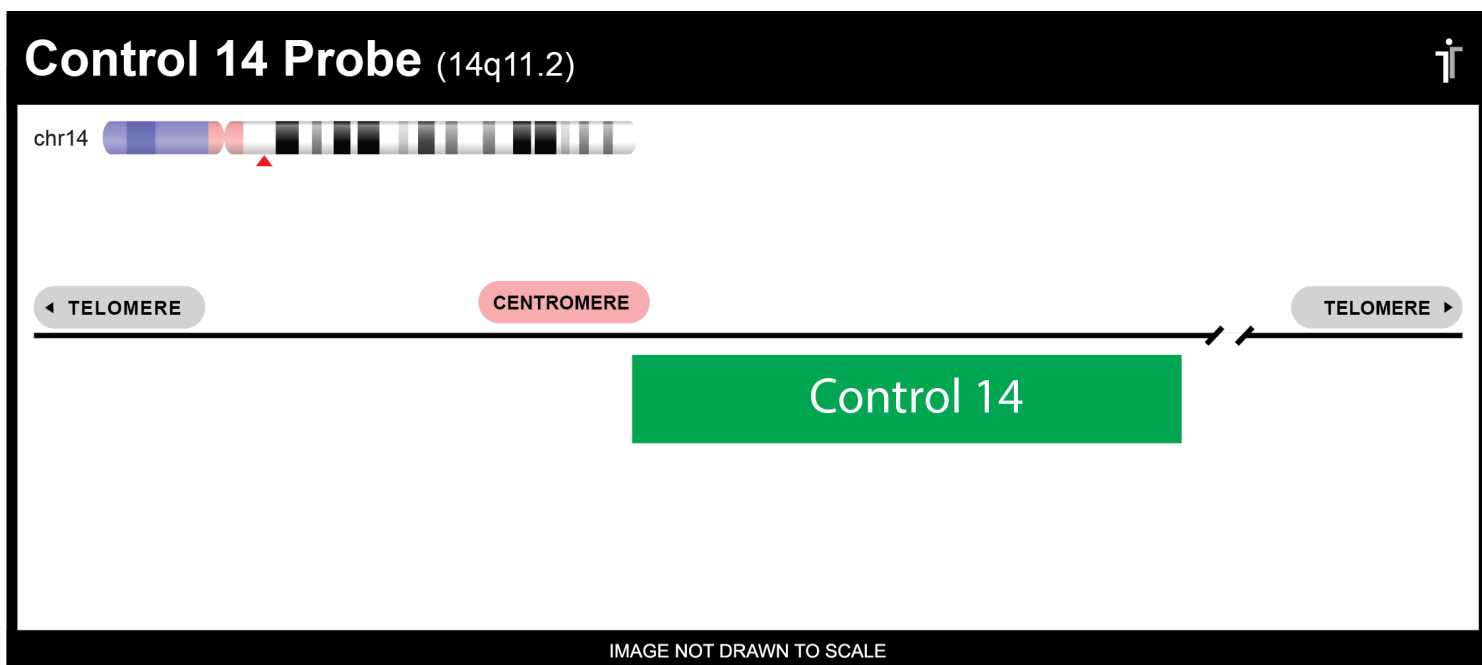 Control 14 Probe (14q11.2)
chr14
TELOMERE
CENTROMERE
TELOMERE
Control 14
IMAGE NOT DRAWN TO SCALE